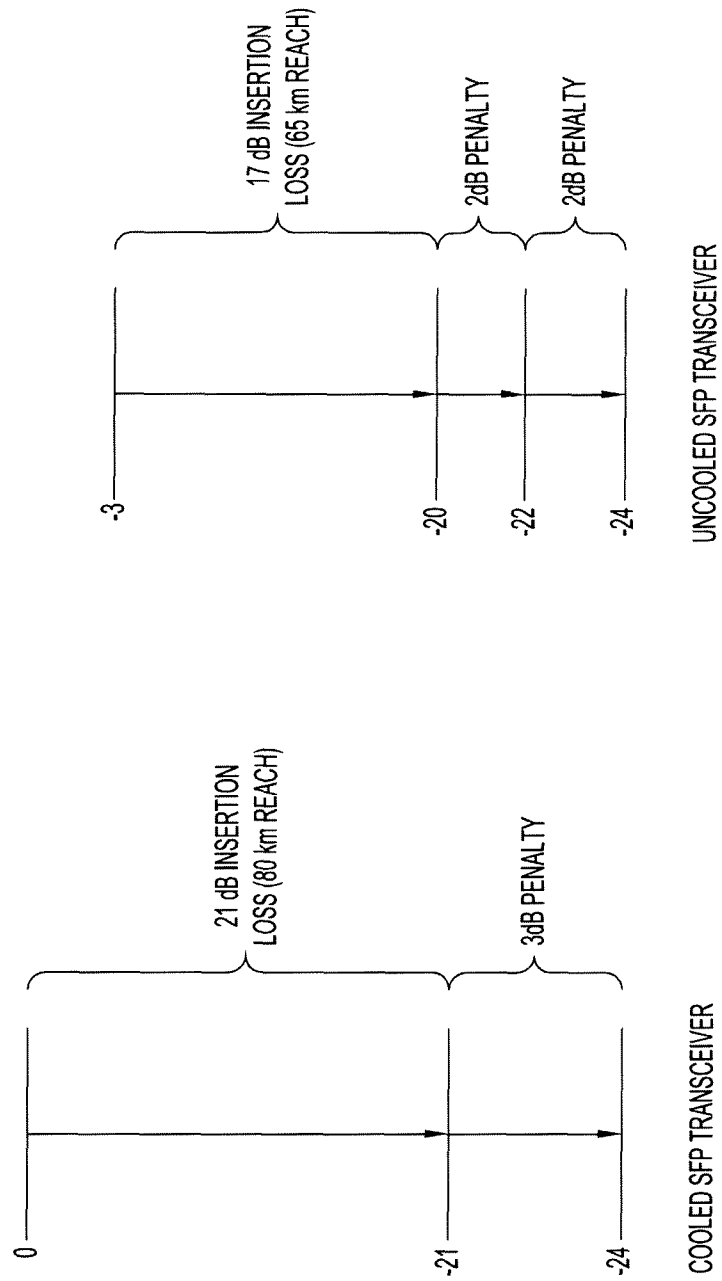 0
-21
-24
21 dB INSERTION
LOSS (80 km REACH)
3dB PENALTY
COOLED SFP TRANSCEIVER
-3
-20
-22
-24
17 dB INSERTION
LOSS (65 km REACH)
2dB PENALTY
2dB PENALTY
UNCOOLED SFP TRANSCEIVER